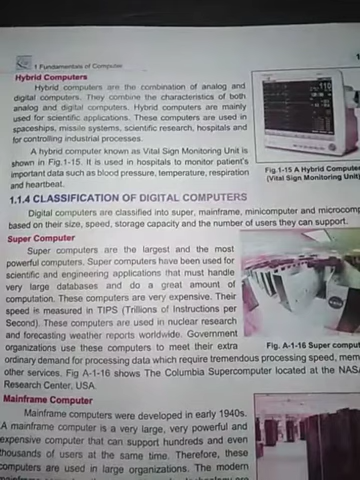 1 Fundamentals of Computer
Hybrid Computers
Hybrid computers are the combination of analog and
digital computers. They combine the characteristics of both
analog and digital computers. Hybrid computers are mainly
used for scientific applications. These computers are used in
spaceships, missile systems, scientific research, hospitals and
for controlling industrial processes.
A hybrid computer known as Vital Sign Monitoring Unit is
shown in Fig.1-15. It is used in hospitals to monitor patient's
important data such as blood pressure, temperature, respiration
and heartbeat.
Fig.1-15 A Hybrid Computer
(Vital Sign Monitoring Unit)
1.1.4 CLASSIFICATION OF DIGITAL COMPUTERS
Digital computers are classified into super, mainframe, minicomputer and microcomp
based on their size, speed, storage capacity and the number of users they can support.
Super Computer
Super computers are the largest and the most
powerful computers. Super computers have been used for
scientific and engineering applications that must handle
very large databases and do a great amount of
computation. These computers are very expensive. Their
speed is measured in TIPS (Trillions of Instructions per
Second). These computers are used in nuclear research
and forecasting weather reports worldwide. Government
organizations use these computers to meet their extra
Fig. A-1-16 Super comput
ordinary demand for processing data which require tremendous processing speed, mem
other services. Fig A-1-16 shows The Columbia Supercomputer located at the NASA
Research Center, USA.
Mainframe Computer
Mainframe computers were developed in early 1940s.
A mainframe computer is a very large, very powerful and
expensive computer that can support hundreds and even
thousands of users at the same time. Therefore, these
computers are used in large organizations. The modern